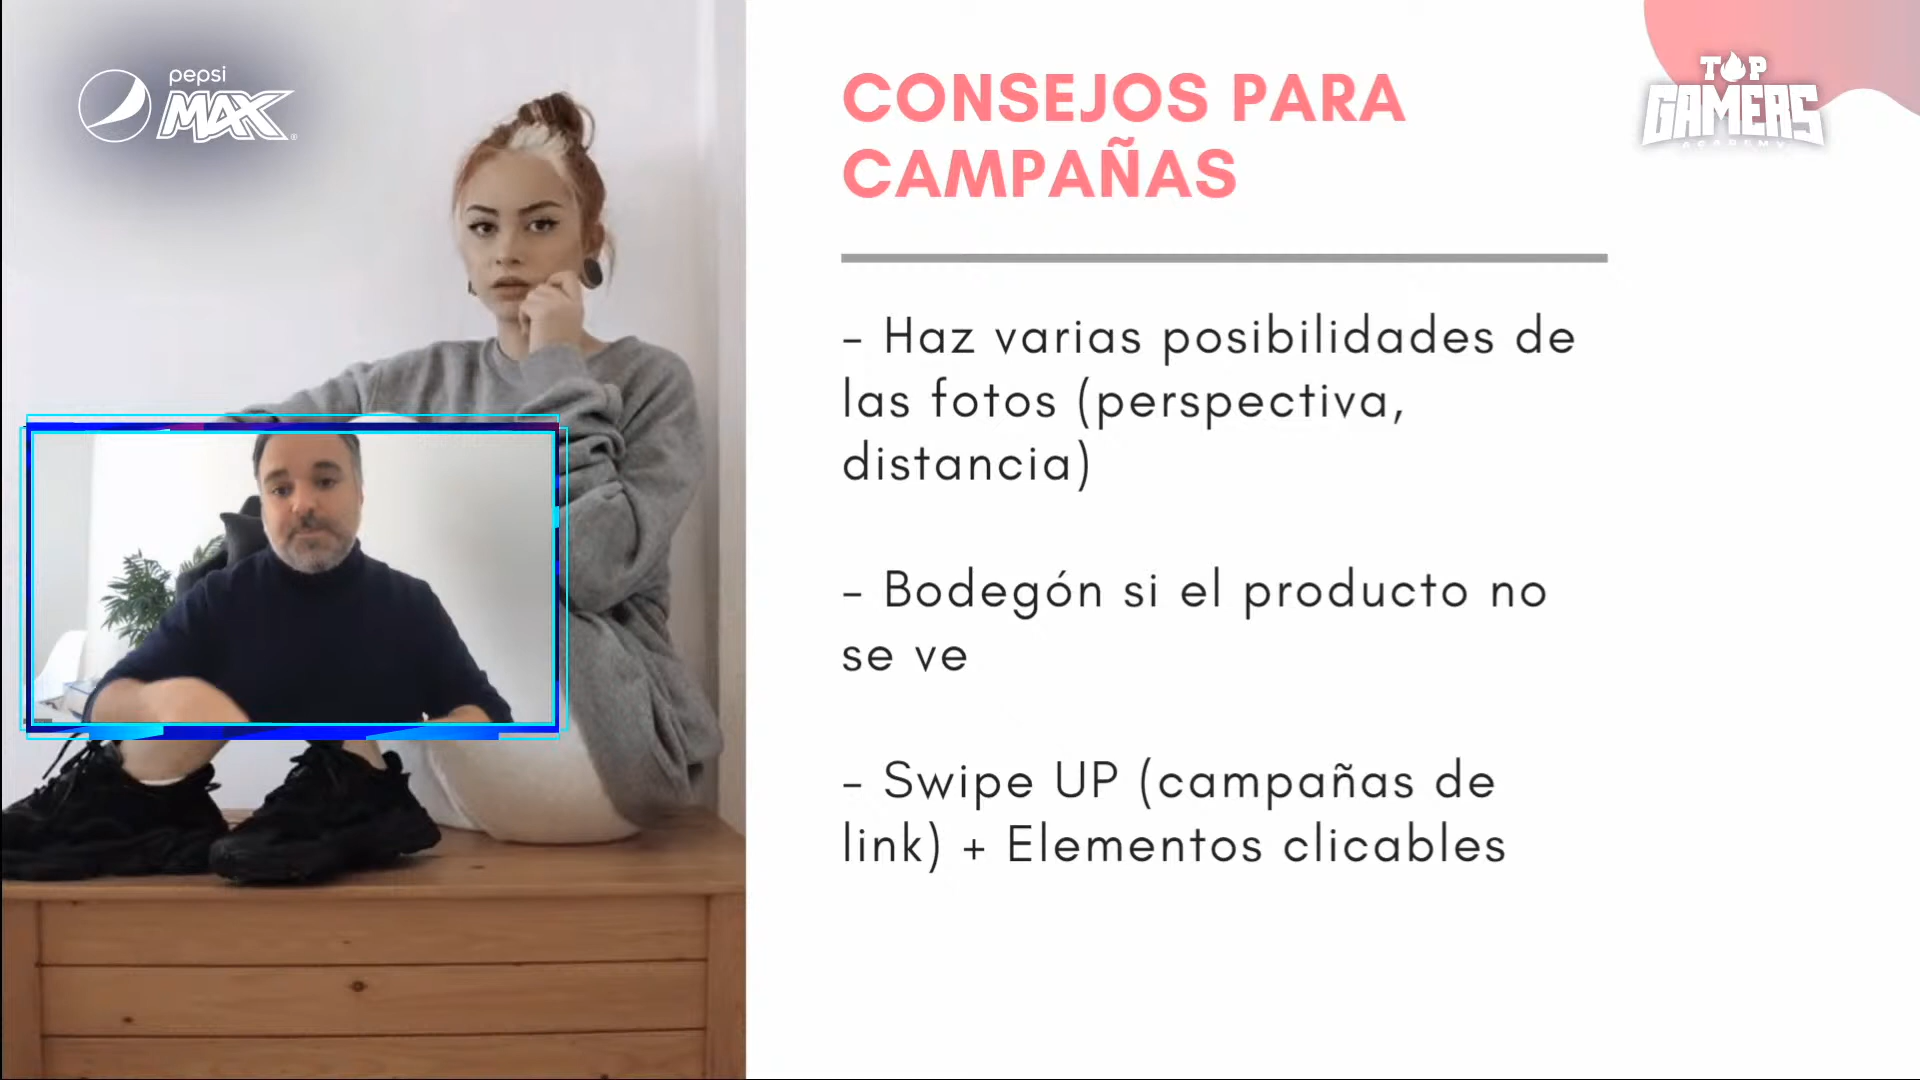 pepsi
MAX
CONSEJOS PARA
CAMPAÑAS
TOP
GAMERS
ACADEMY
- Haz varias posibilidades de
las fotos (perspectiva,
distancia)
- Bodegón si el producto no
se ve
- Swipe UP (campañas de
link) + Elementos clicables